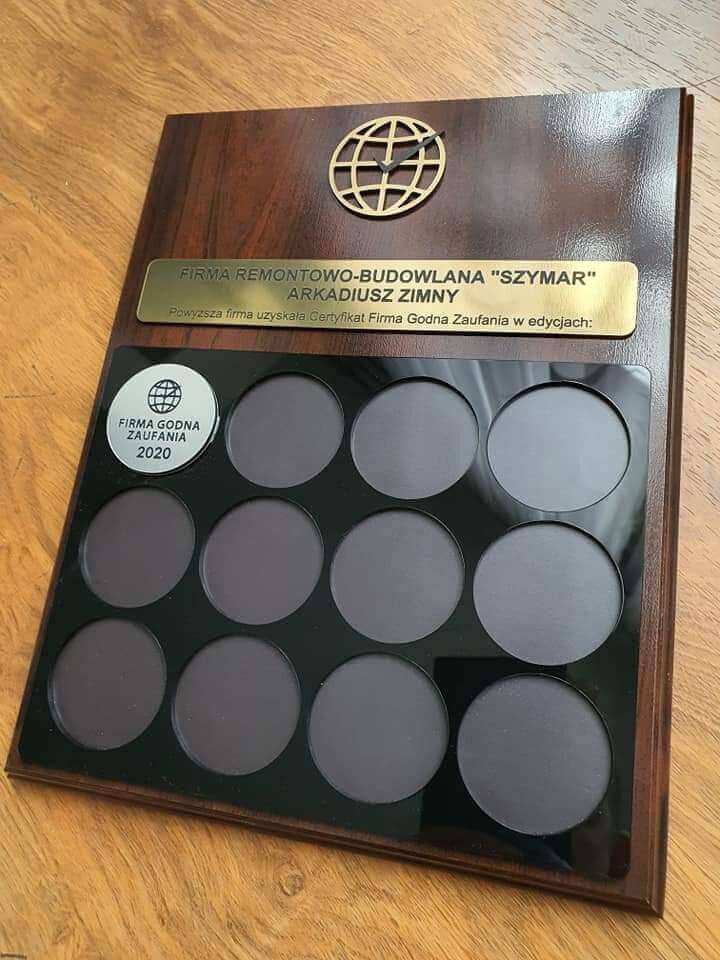 FIRMA REMONTOWO-BUDOWLANA "SZYMAR"
ARKADIUSZ ZIMNY
Powyższa firma uzyskała Certyfikat Firma Godna Zaufania w edycjach:
FIRMA GODNA
ZAUFANIA
2020